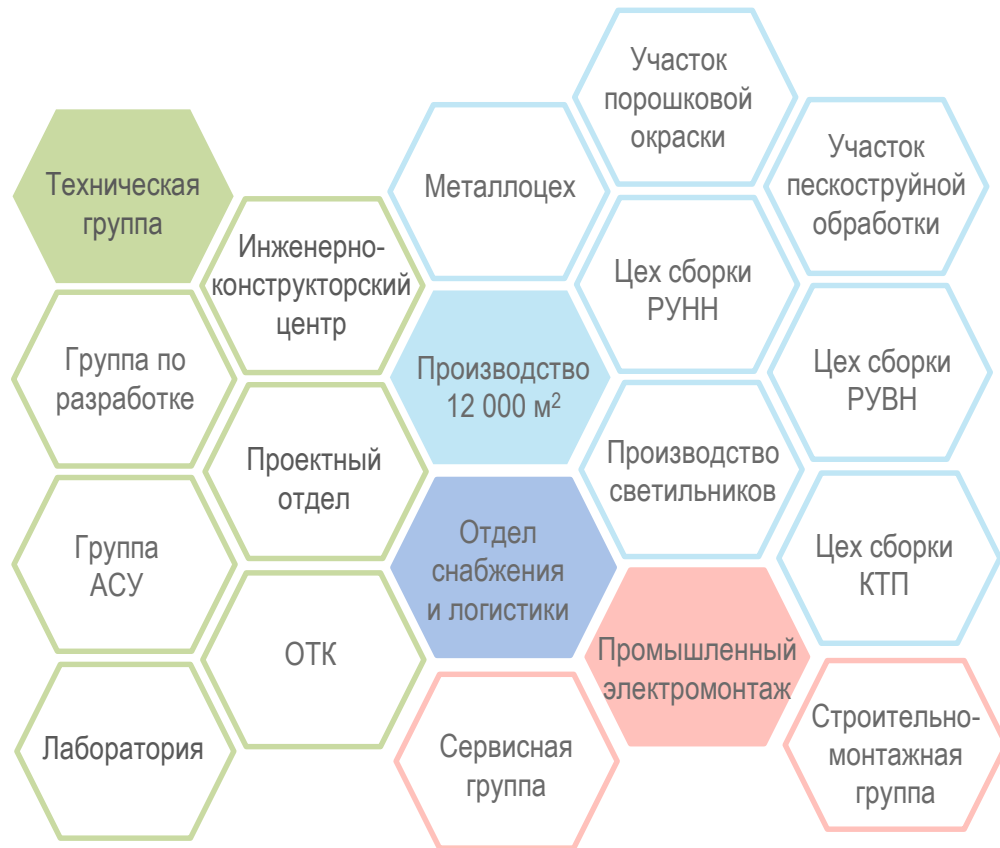 Участок
порошковой
окраски
Техническая
группа
Металлоцех
Участок
пескоструйной
обработки
Инженерно-
конструкторский
центр
Цех сборки
РУНН
Группа по
разработке
Производство
12 000 м²
Цех сборки
РУВН
Проектный
отдел
Производство
светильников
Группа
АСУ
Отдел
снабжения
и логистики
Цех сборки
КТП
ОТК
Промышленный
электромонтаж
Лаборатория
Сервисная
группа
Строительно-
монтажная
группа